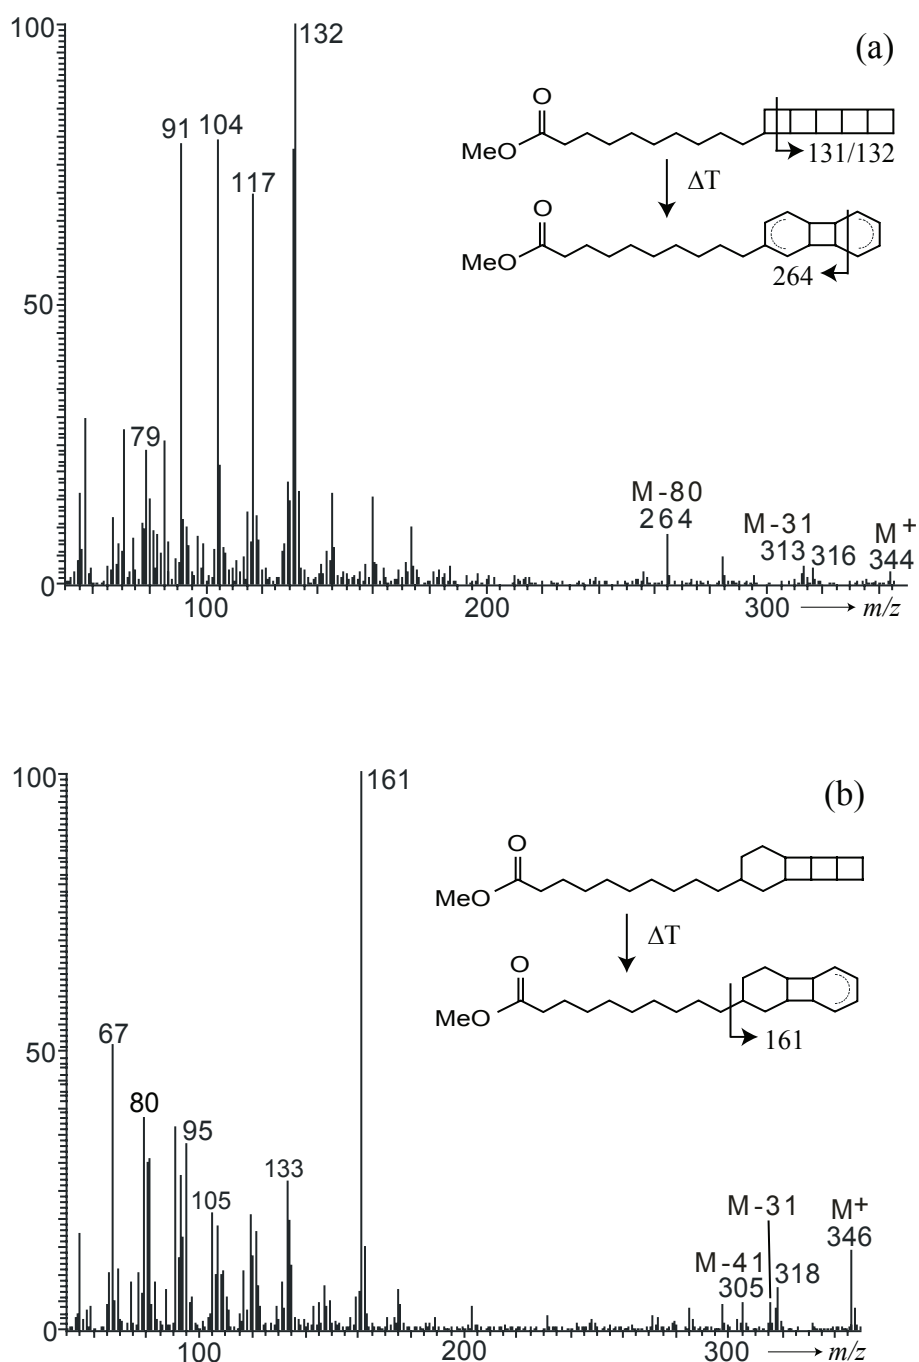 100
132
(a)
91 104
117
O
MeO
131/132
ΔT
O
MeO
264
50
79
M-80
264
M-31
313 316
M+
344
0
100
200
300
m/z
100
161
(b)
O
MeO
ΔT
O
MeO
161
67
50
80
95
133
105
M-31
M+
346
M-41
305 318
0
100
200
300
m/z